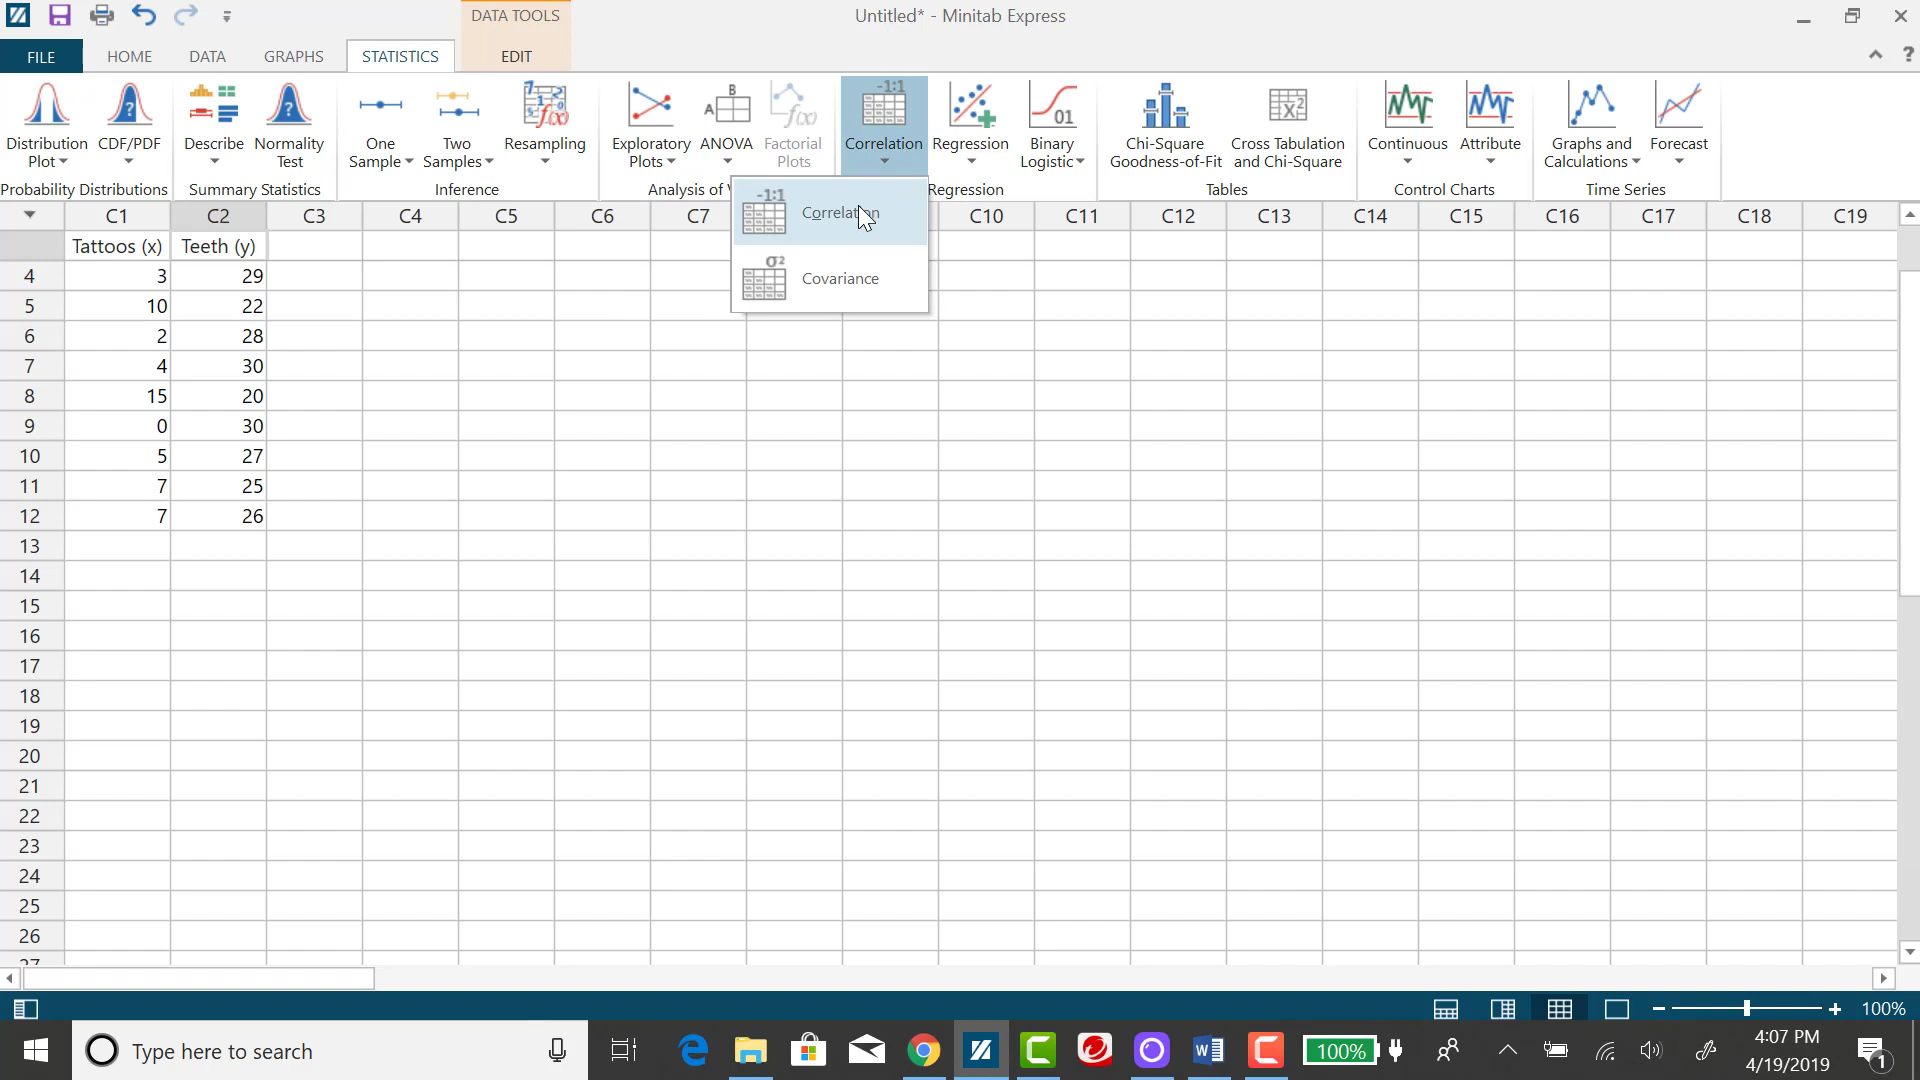 DATA TOOLS
Untitled* - Minitab Express
FILE HOME DATA GRAPHS STATISTICS EDIT
?
Distribution Plot
CDF/PDF
Describe
Normality Test
One Sample
Two Samples
Resampling
Exploratory Plots
ANOVA
Factorial Plots
-1:1
Correlation
Regression
Binary Logistic
Chi-Square Goodness-of-Fit
Cross Tabulation and Chi-Square
Continuous
Attribute
Graphs and Calculations
Forecast
Probability Distributions
Summary Statistics
Inference
Analysis of
Regression
Tables
Control Charts
Time Series
-1:1
Correlation
σ²
Covariance
C1 C2 C3 C4 C5 C6 C7 C10 C11 C12 C13 C14 C15 C16 C17 C18 C19
Tattoos (x) Teeth (y)
4 3 29
5 10 22
6 2 28
7 4 30
8 15 20
9 0 30
10 5 27
11 7 25
12 7 26
13
14
15
16
17
18
19
20
21
22
23
24
25
26
27
100%
Type here to search
100%
4:07 PM
4/19/2019
1